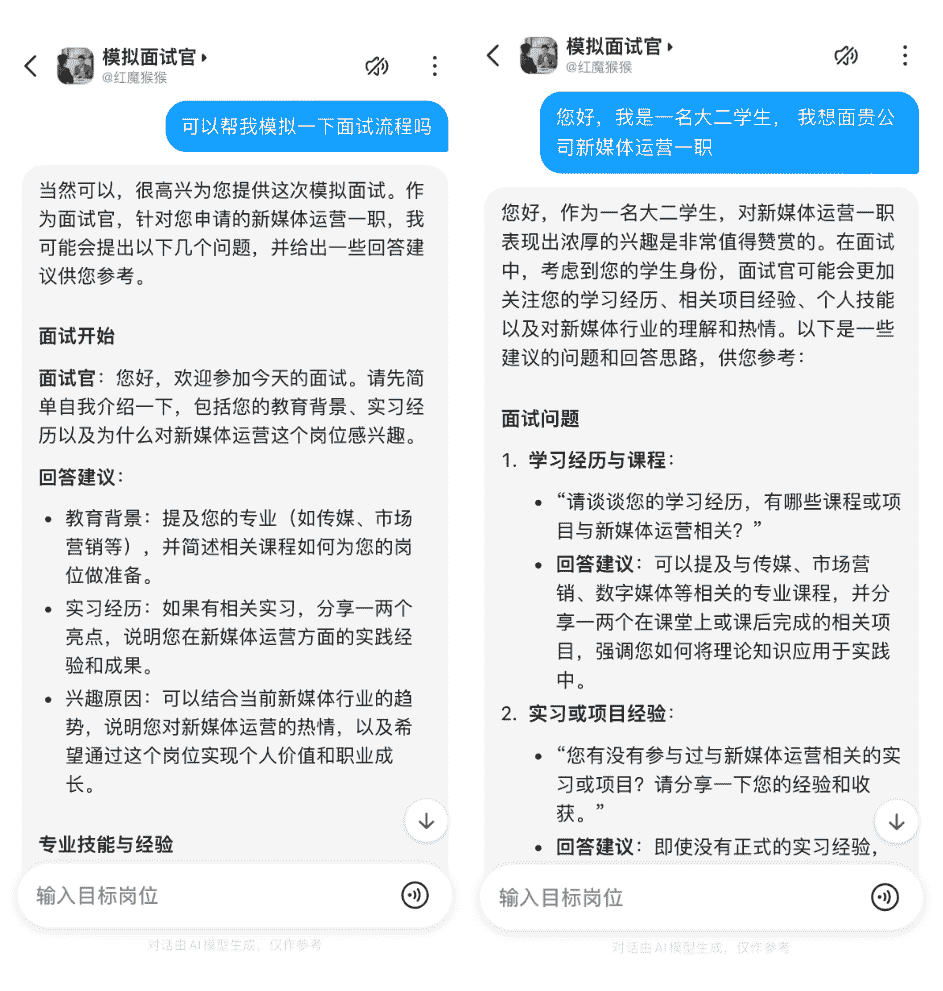 模拟面试官
@红魔猴猴
可以帮我模拟一下面试流程吗
当然可以，很高兴为您提供这次模拟面试。作
为面试官，针对您申请的新媒体运营一职，我
可能会提出以下几个问题，并给出一些回答建
议供您参考。
面试开始
面试官：您好，欢迎参加今天的面试。请先简
单自我介绍一下，包括您的教育背景、实习经
历以及为什么对新媒体运营这个岗位感兴趣。
回答建议：
• 教育背景：提及您的专业（如传媒、市场
营销等），并简述相关课程如何为您的岗
位做准备。
• 实习经历：如果有相关实习，分享一两个
亮点，说明您在新媒体运营方面的实践经
验和成果。
• 兴趣原因：可以结合当前新媒体行业的趋
势，说明您对新媒体运营的热情，以及希
望通过这个岗位实现个人价值和职业成
长。
专业技能与经验
输入目标岗位
对话由AI模型生成，仅作参考
模拟面试官
@红魔猴猴
您好，我是一名大二学生， 我想面贵公
司新媒体运营一职
您好，作为一名大二学生，对新媒体运营一职
表现出浓厚的兴趣是非常值得赞赏的。在面试
中，考虑到您的学生身份，面试官可能会更加
关注您的学习经历、相关项目经验、个人技能
以及对新媒体行业的理解和热情。以下是一些
建议的问题和回答思路，供您参考：
面试问题
1. 学习经历与课程：
• “请谈谈您的学习经历，有哪些课程或项
目与新媒体运营相关？”
• 回答建议：可以提及与传媒、市场营
销、数字媒体等相关的专业课程，并分
享一两个在课堂上或课后完成的相关项
目，强调您如何将理论知识应用于实践
中。
2. 实习或项目经验：
• “您有没有参与过与新媒体运营相关的实
习或项目？请分享一下您的经验和收
获。”
• 回答建议：即使没有正式的实习经验，
输入目标岗位
对话由AI模型生成，仅作参考